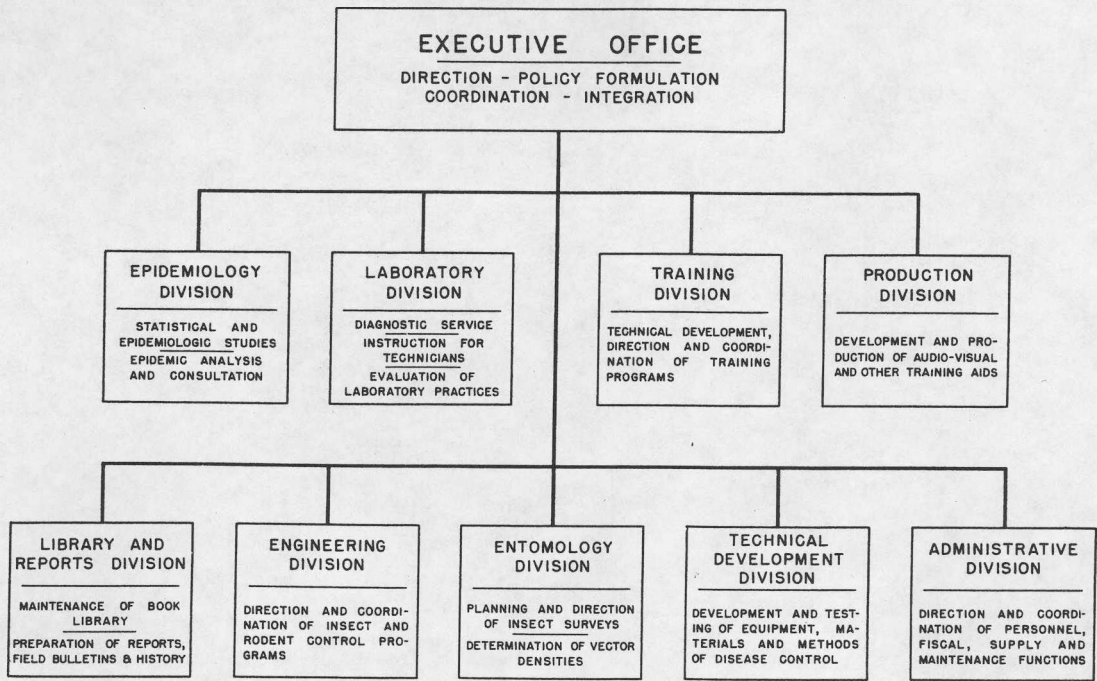 EXECUTIVE OFFICE
DIRECTION - POLICY FORMULATION
COORDINATION - INTEGRATION
EPIDEMIOLOGY
DIVISION
STATISTICAL AND
EPIDEMIOLOGIC STUDIES
EPIDEMIC ANALYSIS
AND CONSULTATION
LABORATORY
DIVISION
DIAGNOSTIC SERVICE
INSTRUCTION FOR
TECHNICIANS
EVALUATION OF
LABORATORY PRACTICES
TRAINING
DIVISION
TECHNICAL DEVELOPMENT,
DIRECTION AND COORDI-
NATION OF TRAINING
PROGRAMS
PRODUCTION
DIVISION
DEVELOPMENT AND PRO-
DUCTION OF AUDIO-VISUAL
AND OTHER TRAINING AIDS
LIBRARY AND
REPORTS DIVISION
MAINTENANCE OF BOOK
LIBRARY
PREPARATION OF REPORTS,
FIELD BULLETINS & HISTORY
ENGINEERING
DIVISION
DIRECTION AND COORDI-
NATION OF INSECT AND
RODENT CONTROL PRO-
GRAMS
ENTOMOLOGY
DIVISION
PLANNING AND DIRECTION
OF INSECT SURVEYS
DETERMINATION OF VECTOR
DENSITIES
TECHNICAL
DEVELOPMENT
DIVISION
DEVELOPMENT AND TEST-
ING OF EQUIPMENT, MA-
TERIALS AND METHODS
OF DISEASE CONTROL
ADMINISTRATIVE
DIVISION
DIRECTION AND COORDI-
NATION OF PERSONNEL,
FISCAL, SUPPLY AND
MAINTENANCE FUNCTIONS